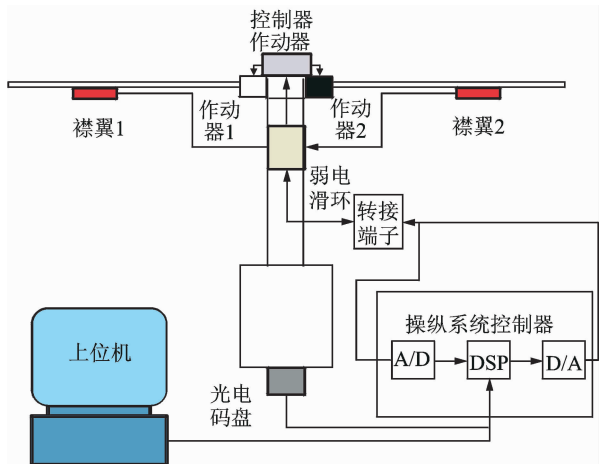 控制器
作动器
作动
器1
作动
器2
襟翼1
襟翼2
弱电
滑环
转接
端子
操纵系统控制器
上位机
A/D
DSP
D/A
光电
码盘